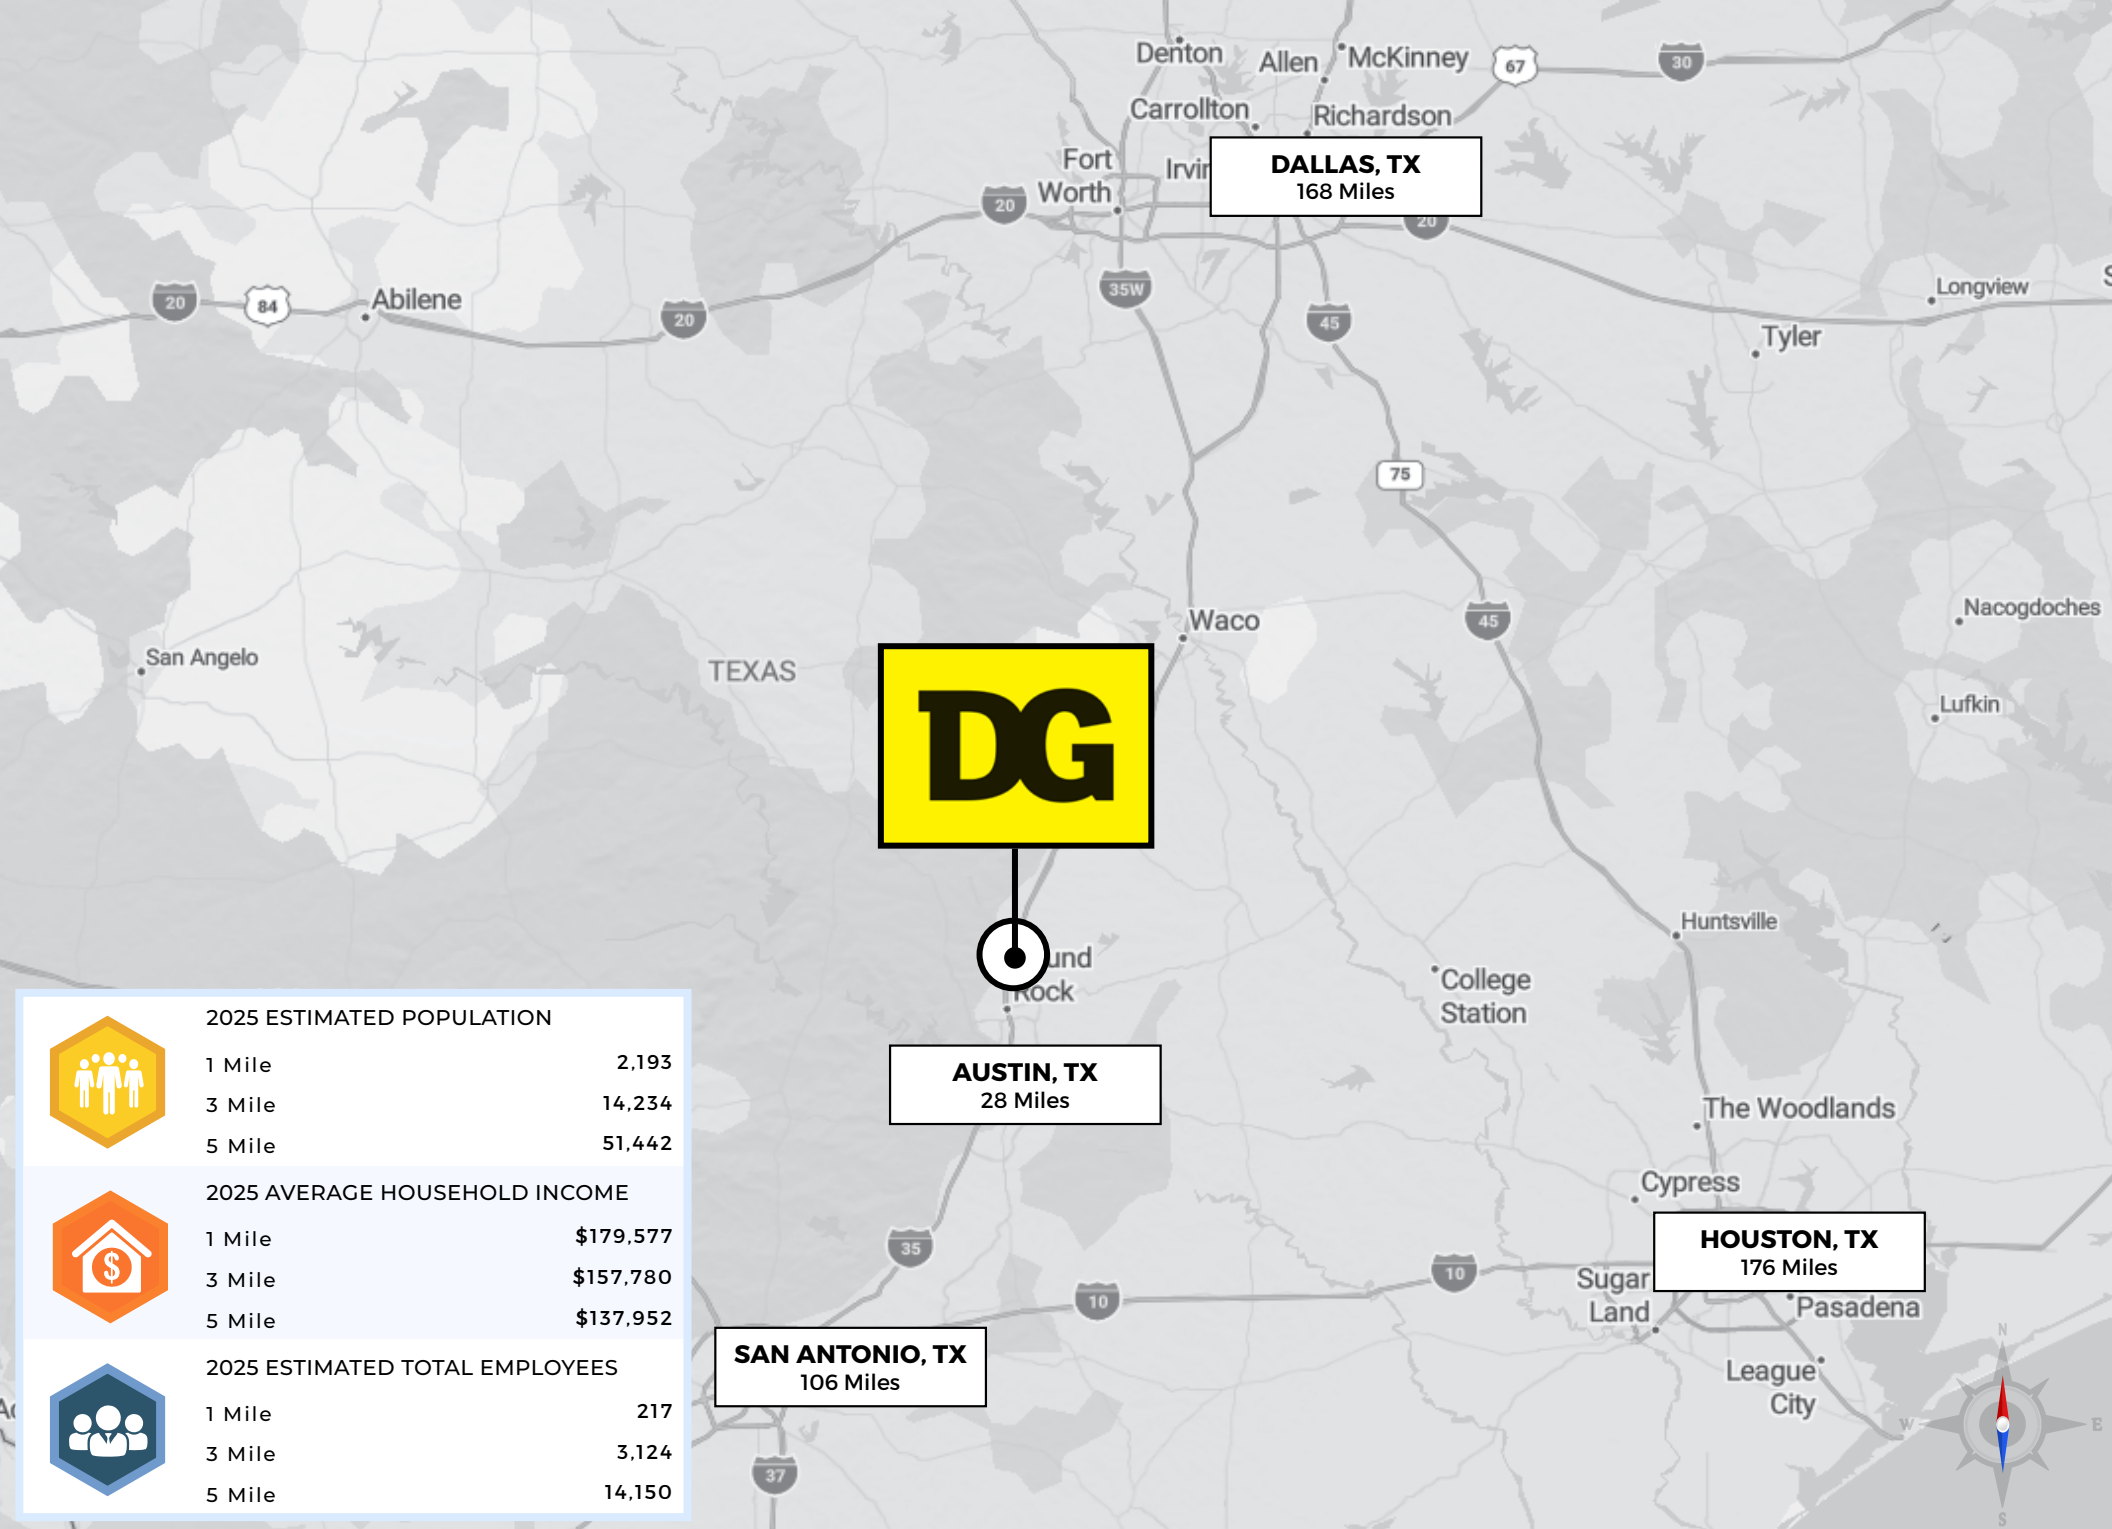 Denton
Allen
McKinney
67
30
Carrollton
Richardson
Fort
Worth
DALLAS, TX
168 Miles
20
20
35W
20
84
Abilene
20
45
Longview
Tyler
75
Waco
45
Nacogdoches
San Angelo
TEXAS
Lufkin
DG
Huntsville
Rock
College
Station
AUSTIN, TX
28 Miles
The Woodlands
Cypress
35
HOUSTON, TX
176 Miles
10
10
Sugar
Land
Pasadena
SAN ANTONIO, TX
106 Miles
League
City
37
N
W
E
S
2025 ESTIMATED POPULATION
1 Mile 2,193
3 Mile 14,234
5 Mile 51,442
2025 AVERAGE HOUSEHOLD INCOME
1 Mile $179,577
3 Mile $157,780
5 Mile $137,952
2025 ESTIMATED TOTAL EMPLOYEES
1 Mile 217
3 Mile 3,124
5 Mile 14,150